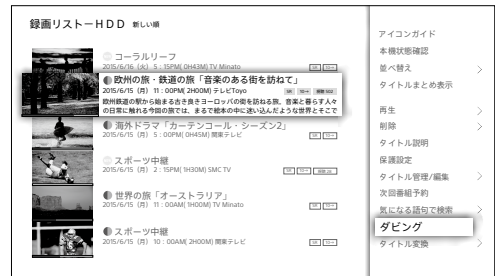 録画リストーHDD 新しい順
コーラルリーフ
2015/6/16 (火) 5:15PM( 0H43M) TV Minato
欧州の旅・鉄道の旅「音楽のある街を訪ねて」
2015/6/15 (月) 11:00PM( 2H00M) テレビToyo
欧州鉄道の駅から始まる古き良きヨーロッパの街を訪ねる旅。音楽と暮らす人々
の日常に触れる今回の旅では、まるで絵本の中に迷い込んだような世界とそこで
海外ドラマ「カーテンコール・シーズン2」
2015/6/15 (月) 5:00PM( 0H45M) 関東テレビ
スポーツ中継
2015/6/15 (月) 2:15PM( 1H30M) SMC TV
世界の旅「オーストラリア」
2015/6/15 (月) 11:00AM( 1H00M) TV Minato
スポーツ中継
2015/6/15 (月) 10:00AM( 2H00M) 関東テレビ
アイコンガイド
本機状態確認
並べ替え
タイトルまとめ表示
再生
削除
タイトル説明
保護設定
タイトル管理/編集
次回番組予約
気になる語句で検索
ダビング
タイトル変換